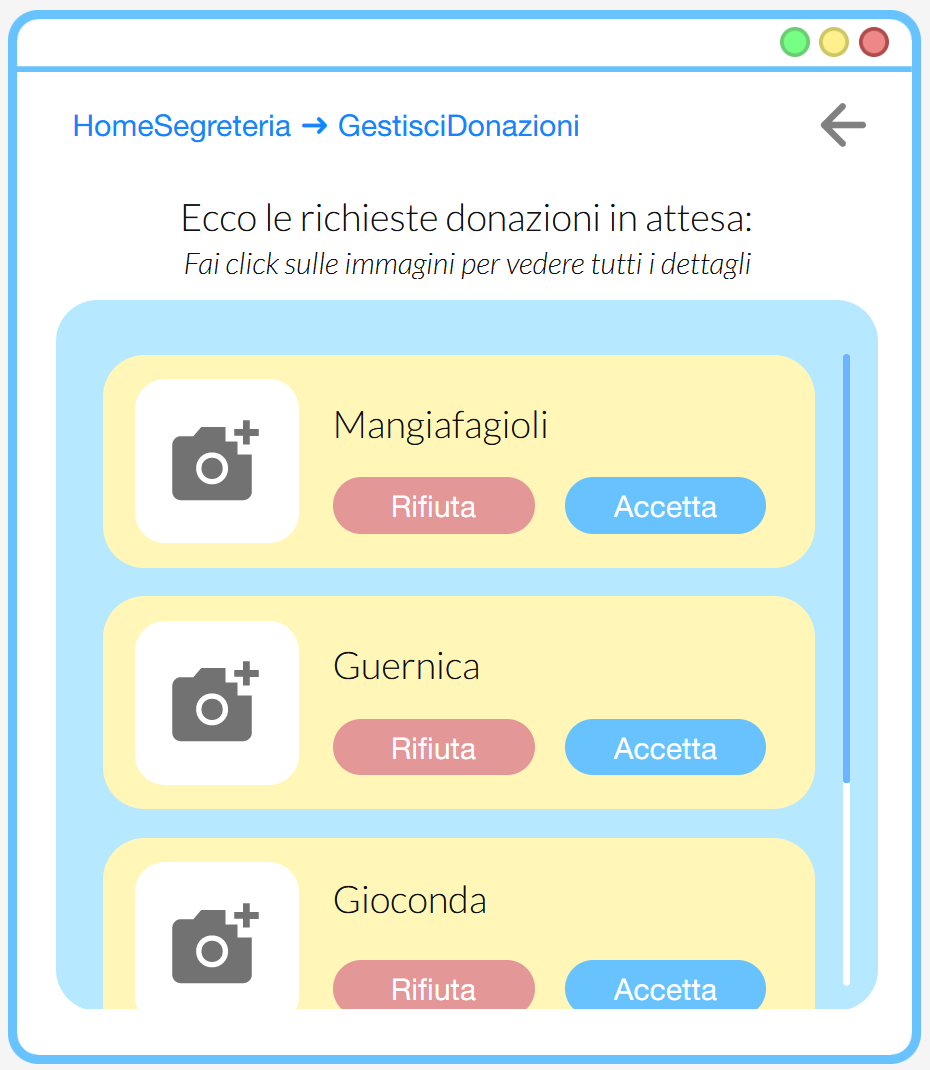 HomeSegreteria ➜ GestisciDonazioni
Ecco le richieste donazioni in attesa:
Fai click sulle immagini per vedere tutti i dettagli
Mangiafagioli
Rifiuta Accetta
Guernica
Rifiuta Accetta
Gioconda
Rifiuta Accetta